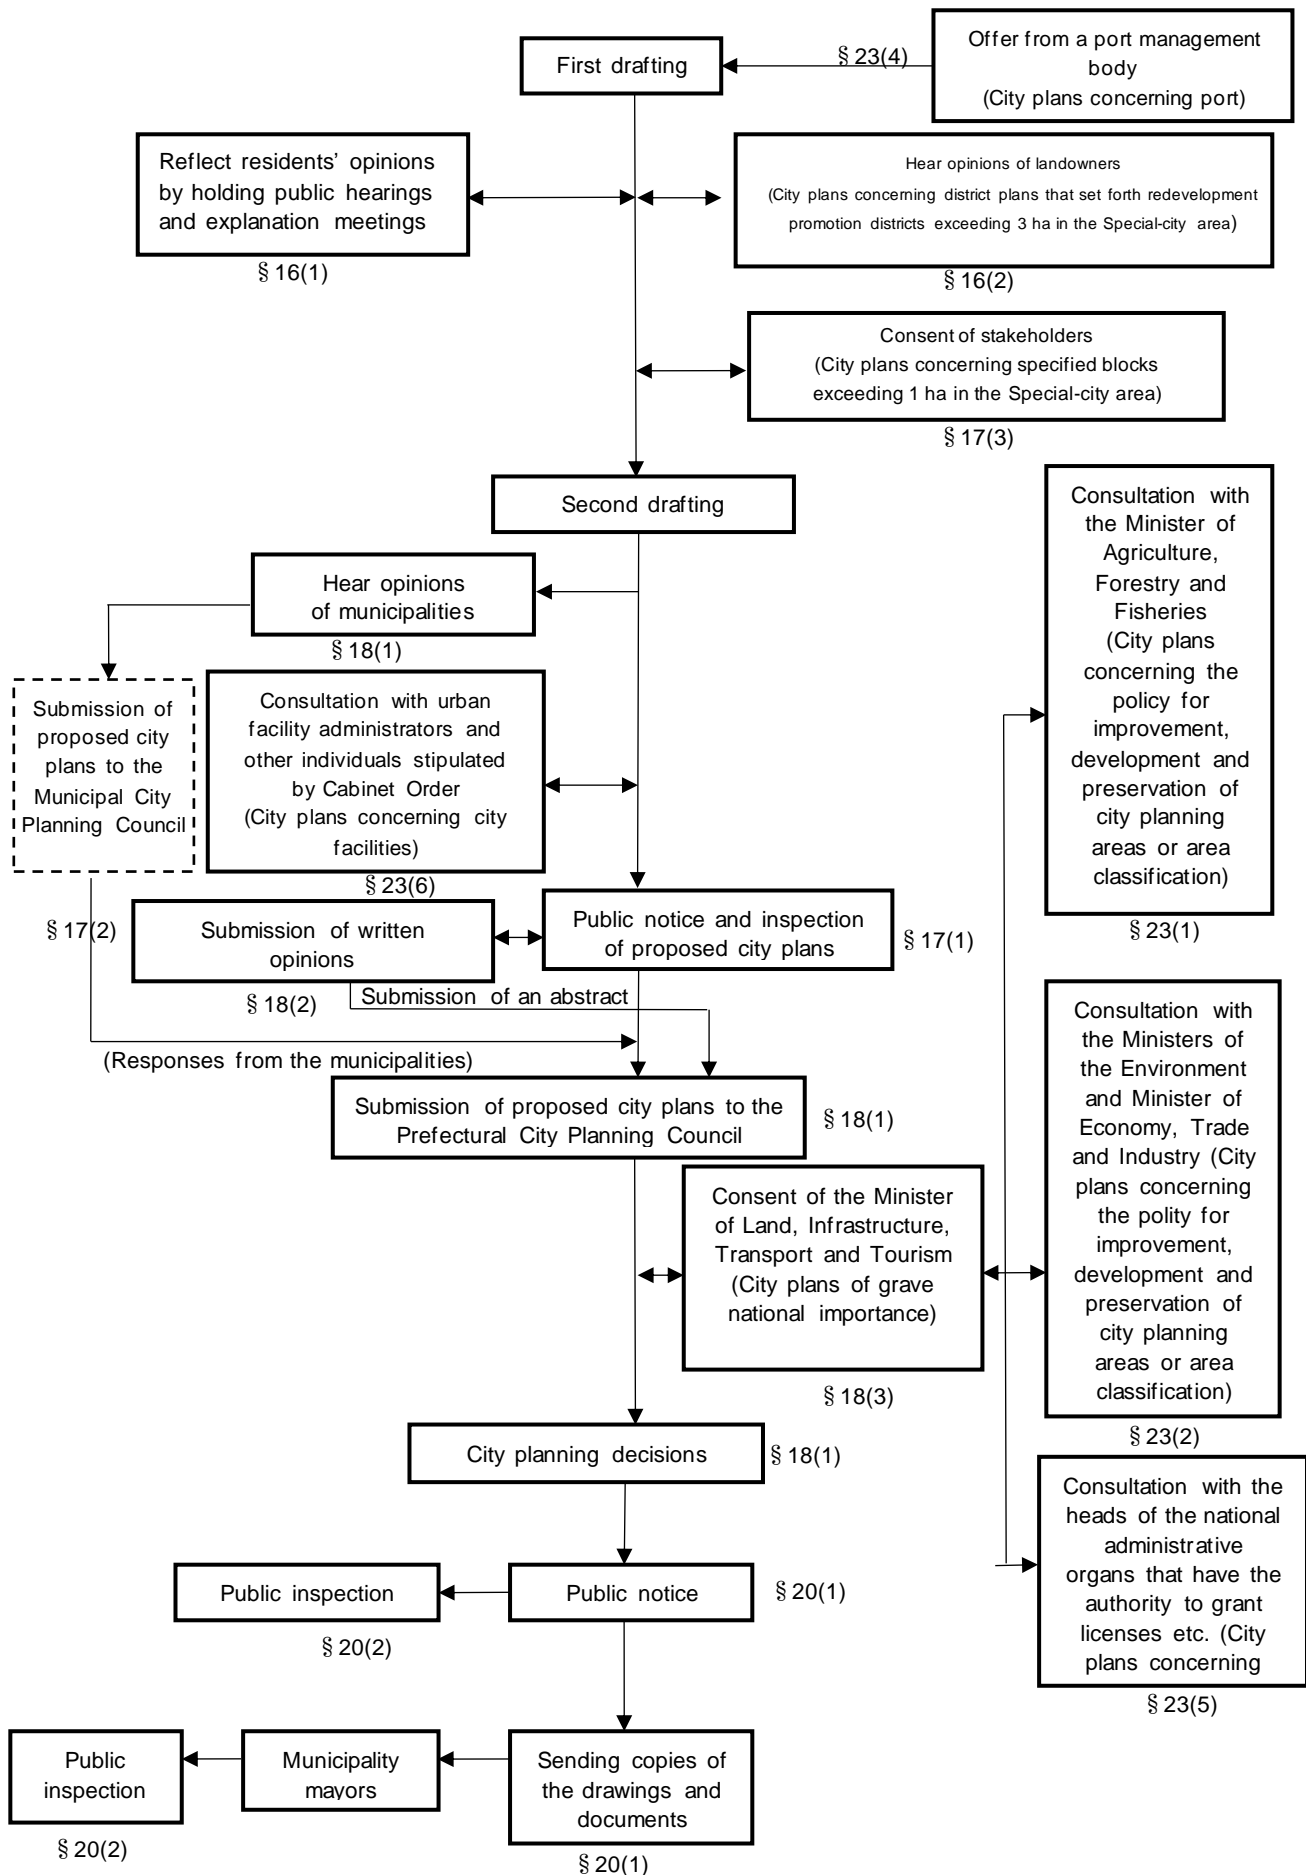 First drafting
§ 23(4)
Offer from a port management
body
(City plans concerning port)
Reflect residents' opinions
by holding public hearings
and explanation meetings
§ 16(1)
Hear opinions of landowners
(City plans concerning district plans that set forth redevelopment
promotion districts exceeding 3 ha in the Special-city area)
§ 16(2)
Consent of stakeholders
(City plans concerning specified blocks
exceeding 1 ha in the Special-city area)
§ 17(3)
Second drafting
Hear opinions
of municipalities
§ 18(1)
Submission of
proposed city
plans to the
Municipal City
Planning Council
§ 17(2)
Consultation with urban
facility administrators and
other individuals stipulated
by Cabinet Order
(City plans concerning city
facilities)
§ 23(6)
Public notice and inspection
of proposed city plans
§ 17(1)
Submission of written
opinions
§ 18(2)
Submission of an abstract
(Responses from the municipalities)
Submission of proposed city plans to the
Prefectural City Planning Council
§ 18(1)
Consent of the Minister
of Land, Infrastructure,
Transport and Tourism
(City plans of grave
national importance)
§ 18(3)
Consultation with
the Minister of
Agriculture,
Forestry and
Fisheries
(City plans
concerning the
policy for
improvement,
development and
preservation of
city planning
areas or area
classification)
§ 23(1)
Consultation with
the Ministers of
the Environment
and Minister of
Economy, Trade
and Industry (City
plans concerning
the polity for
improvement,
development and
preservation of
city planning
areas or area
classification)
§ 23(2)
Consultation with the
heads of the national
administrative
organs that have the
authority to grant
licenses etc. (City
plans concerning
§ 23(5)
City planning decisions
§ 18(1)
Public notice
§ 20(1)
Public inspection
§ 20(2)
Sending copies of
the drawings and
documents
§ 20(1)
Municipality
mayors
Public
inspection
§ 20(2)